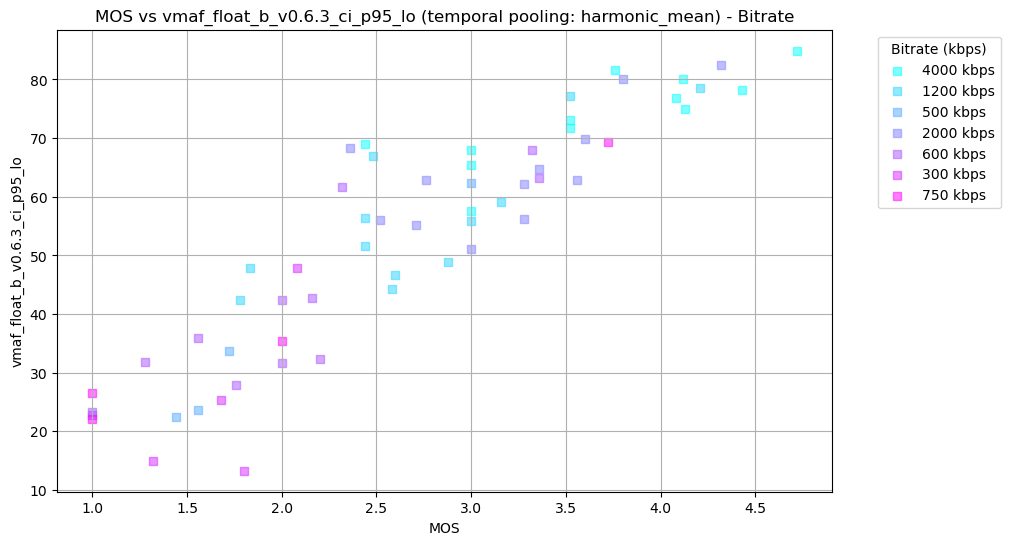 MOS vs vmaf_float_b_v0.6.3_ci_p95_lo (temporal pooling: harmonic_mean) - Bitrate
vmaf_float_b_v0.6.3_ci_p95_lo
80
70
60
50
40
30
20
10
1.0
1.5
2.0
2.5
3.0
3.5
4.0
4.5
MOS
Bitrate (kbps)
4000 kbps
1200 kbps
500 kbps
2000 kbps
600 kbps
300 kbps
750 kbps